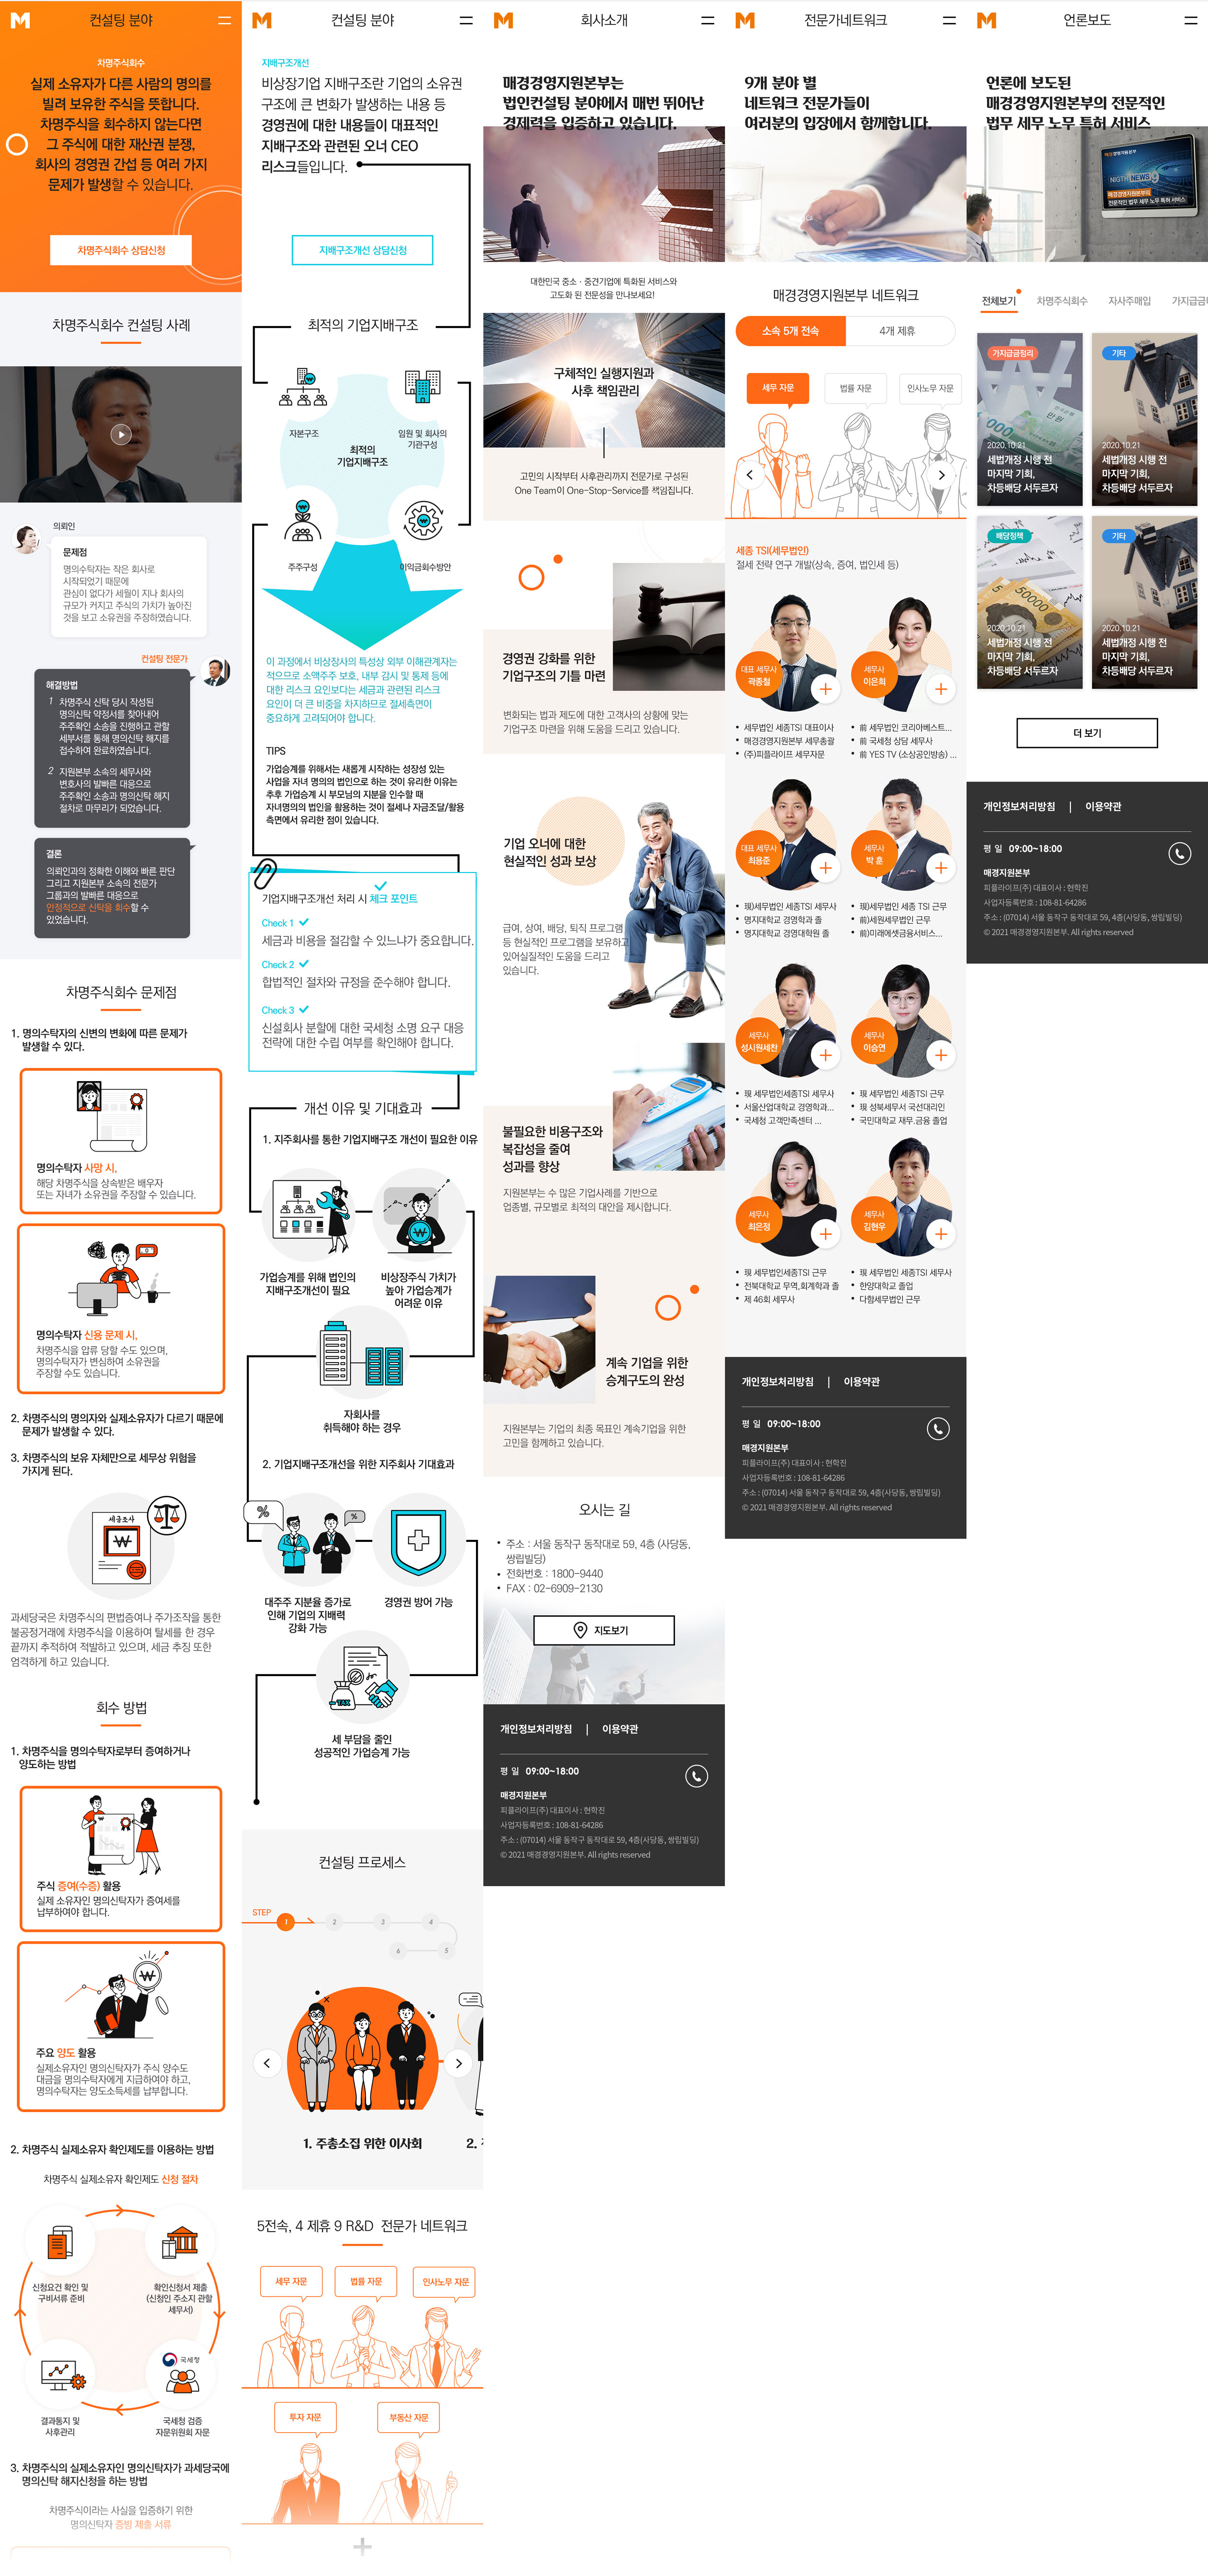 컨설팅 분야
차명주식회수
실제 소유자가 다른 사람의 명의를
빌려 보유한 주식을 뜻합니다.
차명주식을 회수하지 않는다면
그 주식에 대한 재산권 분쟁,
회사의 경영권 간섭 등 여러 가지
문제가 발생할 수 있습니다.
차명주식회수 상담신청
차명주식회수 컨설팅 사례
의뢰인
문제점
명의수탁자는 작은 회사로
시작되었기 때문에
관심이 없다가 세월이 지나 회사의
규모가 커지고 주식의 가치가 높아진
것을 보고 소유권을 주장하였습니다.
컨설팅 전문가
해결방법
1 차명주식 신탁 당시 작성된
명의신탁 약정서를 찾아내어
주주확인 소송을 진행하고 관할
세부서를 통해 명의신탁 해지를
접수하여 완료하였습니다.
2 지원본부 소속의 세무사와
변호사의 발빠른 대응으로
주주확인 소송과 명의신탁 해지
절차로 마무리가 되었습니다.
결론
의뢰인과의 정확한 이해와 빠른 판단
그리고 지원본부 소속의 전문가
그룹과의 발빠른 대응으로
안정적으로 신탁을 회수할 수
있었습니다.
차명주식회수 문제점
1. 명의수탁자의 신변의 변화에 따른 문제가
발생할 수 있다.
명의수탁자 사망 시,
해당 차명주식을 상속받은 배우자
또는 자녀가 소유권을 주장할 수 있습니다.
명의수탁자 신용 문제 시,
차명주식을 압류 당할 수도 있으며,
명의수탁자가 변심하여 소유권을
주장할 수도 있습니다.
2. 차명주식의 명의자와 실제소유자가 다르기 때문에
문제가 발생할 수 있다.
3. 차명주식의 보유 자체만으로 세무상 위험을
가지게 된다.
세금조사
과세당국은 차명주식의 편법증여나 주가조작을 통한
불공정거래에 차명주식을 이용하여 탈세를 한 경우
끝까지 추적하여 적발하고 있으며, 세금 추징 또한
엄격하게 하고 있습니다.
회수 방법
1. 차명주식을 명의수탁자로부터 증여하거나
양도하는 방법
주식 증여(수증) 활용
실제 소유자인 명의신탁자가 증여세를
납부하여야 합니다.
주요 양도 활용
실제소유자인 명의신탁자가 주식 양수도
대금을 명의수탁자에게 지급하여야 하고,
명의수탁자는 양도소득세를 납부합니다.
2. 차명주식 실제소유자 확인제도를 이용하는 방법
차명주식 실제소유자 확인제도 신청 절차
신청요건 확인 및
구비서류 준비
확인신청서 제출
(신청인 주소지 관할
세무서)
국세청
결과통지 및
사후관리
국세청 검증
자문위원회 자문
3. 차명주식의 실제소유자인 명의신탁자가 과세당국에
명의신탁 해지신청을 하는 방법
차명주식이라는 사실을 입증하기 위한
명의신탁자 증빙 제출 서류
컨설팅 분야
지배구조개선
비상장기업 지배구조란 기업의 소유권
구조에 큰 변화가 발생하는 내용 등
경영권에 대한 내용들이 대표적인
지배구조와 관련된 오너 CEO
리스크들입니다.
지배구조개선 상담신청
최적의 기업지배구조
자본구조
임원 및 회사의
기관구성
최적의
기업지배구조
주주구성
이익금회수방안
이 과정에서 비상장사의 특성상 외부 이해관계자는
적으므로 소액주주 보호, 내부 감시 및 통제 등에
대한 리스크 요인보다는 세금과 관련된 리스크
요인이 더 큰 비중을 차지하므로 절세측면이
중요하게 고려되어야 합니다.
TIPS
가업승계를 위해서는 새롭게 시작하는 성장성 있는
사업을 자녀 명의의 법인으로 하는 것이 유리한 이유는
추후 가업승계 시 부모님의 지분을 인수할 때
자녀명의의 법인을 활용하는 것이 절세나 자금조달/활용
측면에서 유리한 점이 있습니다.
기업지배구조개선 처리 시 체크 포인트
Check 1
세금과 비용을 절감할 수 있느냐가 중요합니다.
Check 2
합법적인 절차와 규정을 준수해야 합니다.
Check 3
신설회사 분할에 대한 국세청 소명 요구 대응
전략에 대한 수립 여부를 확인해야 합니다.
개선 이유 및 기대효과
1. 지주회사를 통한 기업지배구조 개선이 필요한 이유
가업승계를 위해 법인의
지배구조개선이 필요
비상장주식 가치가
높아 가업승계가
어려운 이유
자회사를
취득해야 하는 경우
2. 기업지배구조개선을 위한 지주회사 기대효과
%
%
대주주 지분율 증가로
인해 기업의 지배력
강화 가능
경영권 방어 가능
TAX
세 부담을 줄인
성공적인 가업승계 가능
컨설팅 프로세스
STEP
1 2 3 4
6 5
1. 주총소집 위한 이사회
2.
5전속, 4 제휴 9 R&D 전문가 네트워크
세무 자문
법률 자문
인사노무 자문
투자 자문
부동산 자문
회사소개
매경경영지원본부는
법인컨설팅 분야에서 매번 뛰어난
경제력을 입증하고 있습니다.
대한민국 중소·중견기업에 특화된 서비스와
고도화 된 전문성을 만나보세요!
구체적인 실행지원과
사후 책임관리
고민의 시작부터 사후관리까지 전문가로 구성된
One Team이 One-Stop-Service를 책임집니다.
경영권 강화를 위한
기업구조의 기틀 마련
변화되는 법과 제도에 대한 고객사의 상황에 맞는
기업구조 마련을 위해 도움을 드리고 있습니다.
기업 오너에 대한
현실적인 성과 보상
급여, 상여, 배당, 퇴직 프로그램
등 현실적인 프로그램을 보유하고
있어실질적인 도움을 드리고
있습니다.
불필요한 비용구조와
복잡성을 줄여
성과를 향상
지원본부는 수 많은 기업사례를 기반으로
업종별, 규모별로 최적의 대안을 제시합니다.
계속 기업을 위한
승계구도의 완성
지원본부는 기업의 최종 목표인 계속기업을 위한
고민을 함께하고 있습니다.
오시는 길
주소 : 서울 동작구 동작대로 59, 4층 (사당동,
쌍립빌딩)
전화번호 : 1800-9440
FAX : 02-6909-2130
지도보기
개인정보처리방침 | 이용약관
평 일 09:00~18:00
매경지원본부
피플라이프(주) 대표이사 : 현학진
사업자등록번호 : 108-81-64286
주소 : (07014) 서울 동작구 동작대로 59, 4층(사당동, 쌍립빌딩)
© 2021 매경경영지원본부. All rights reserved
전문가네트워크
9개 분야 별
네트워크 전문가들이
여러분의 입장에서 함께합니다.
매경경영지원본부 네트워크
소속 5개 전속
4개 제휴
세무 자문
법률 자문
인사노무 자문
세종 TSI(세무법인)
절세 전략 연구 개발(상속, 증여, 법인세 등)
대표 세무사
곽종철
세무사
이은희
세무법인 세종TSI 대표이사
매경경영지원본부 세무총괄
(주)피플라이프 세무자문
前 세무법인 코리아베스트...
前 국세청 상담 세무사
前 YES TV (소상공인방송) ...
대표 세무사
최용준
세무사
박 훈
現)세무법인 세종TSI 세무사
명지대학교 경영학과 졸
명지대학교 경영대학원 졸
現)세무법인 세종 TSI 근무
前)세원세무법인 근무
前)미래에셋금융서비스...
세무사
성시원세찬
세무사
이승연
現 세무법인세종TSI 세무사
서울산업대학교 경영학과...
국세청 고객만족센터 ...
現 세무법인 세종TSI 근무
現 성북세무서 국선대리인
국민대학교 재무.금융 졸업
세무사
최은정
세무사
김현우
現 세무법인세종TSI 근무
전북대학교 무역,회계학과 졸
제 46회 세무사
現 세무법인 세종TSI 세무사
한양대학교 졸업
다함세무법인 근무
개인정보처리방침 | 이용약관
평 일 09:00~18:00
매경지원본부
피플라이프(주) 대표이사 : 현학진
사업자등록번호 : 108-81-64286
주소 : (07014) 서울 동작구 동작대로 59, 4층(사당동, 쌍립빌딩)
© 2021 매경경영지원본부. All rights reserved
언론보도
언론에 보도된
매경경영지원본부의 전문적인
법무 세무 노무 특허 서비스
매경경영지원본부
NIGTH NEWS 9
매경경영지원본부의
전문적인 법무 세무 노무 특허 서비스
전체보기
차명주식회수
자사주매입
가지급금
가지급금정리
2020.10.21
세법개정 시행 전
마지막 기회,
차등배당 서두르자
기타
2020.10.21
세법개정 시행 전
마지막 기회,
차등배당 서두르자
배당정책
2020.10.21
세법개정 시행 전
마지막 기회,
차등배당 서두르자
기타
2020.10.21
세법개정 시행 전
마지막 기회,
차등배당 서두르자
더 보기
개인정보처리방침 | 이용약관
평 일 09:00~18:00
매경지원본부
피플라이프(주) 대표이사 : 현학진
사업자등록번호 : 108-81-64286
주소 : (07014) 서울 동작구 동작대로 59, 4층(사당동, 쌍립빌딩)
© 2021 매경경영지원본부. All rights reserved